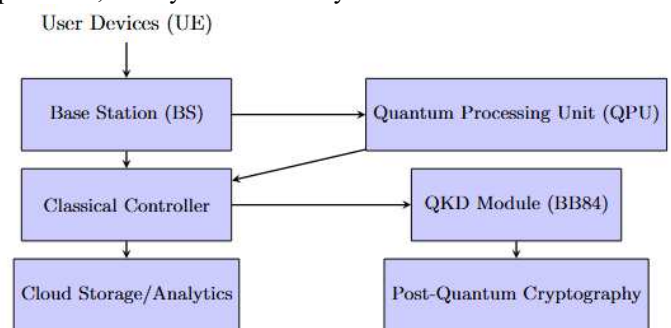 User Devices (UE)
Base Station (BS)
Quantum Processing Unit (QPU)
Classical Controller
QKD Module (BB84)
Cloud Storage/Analytics
Post-Quantum Cryptography